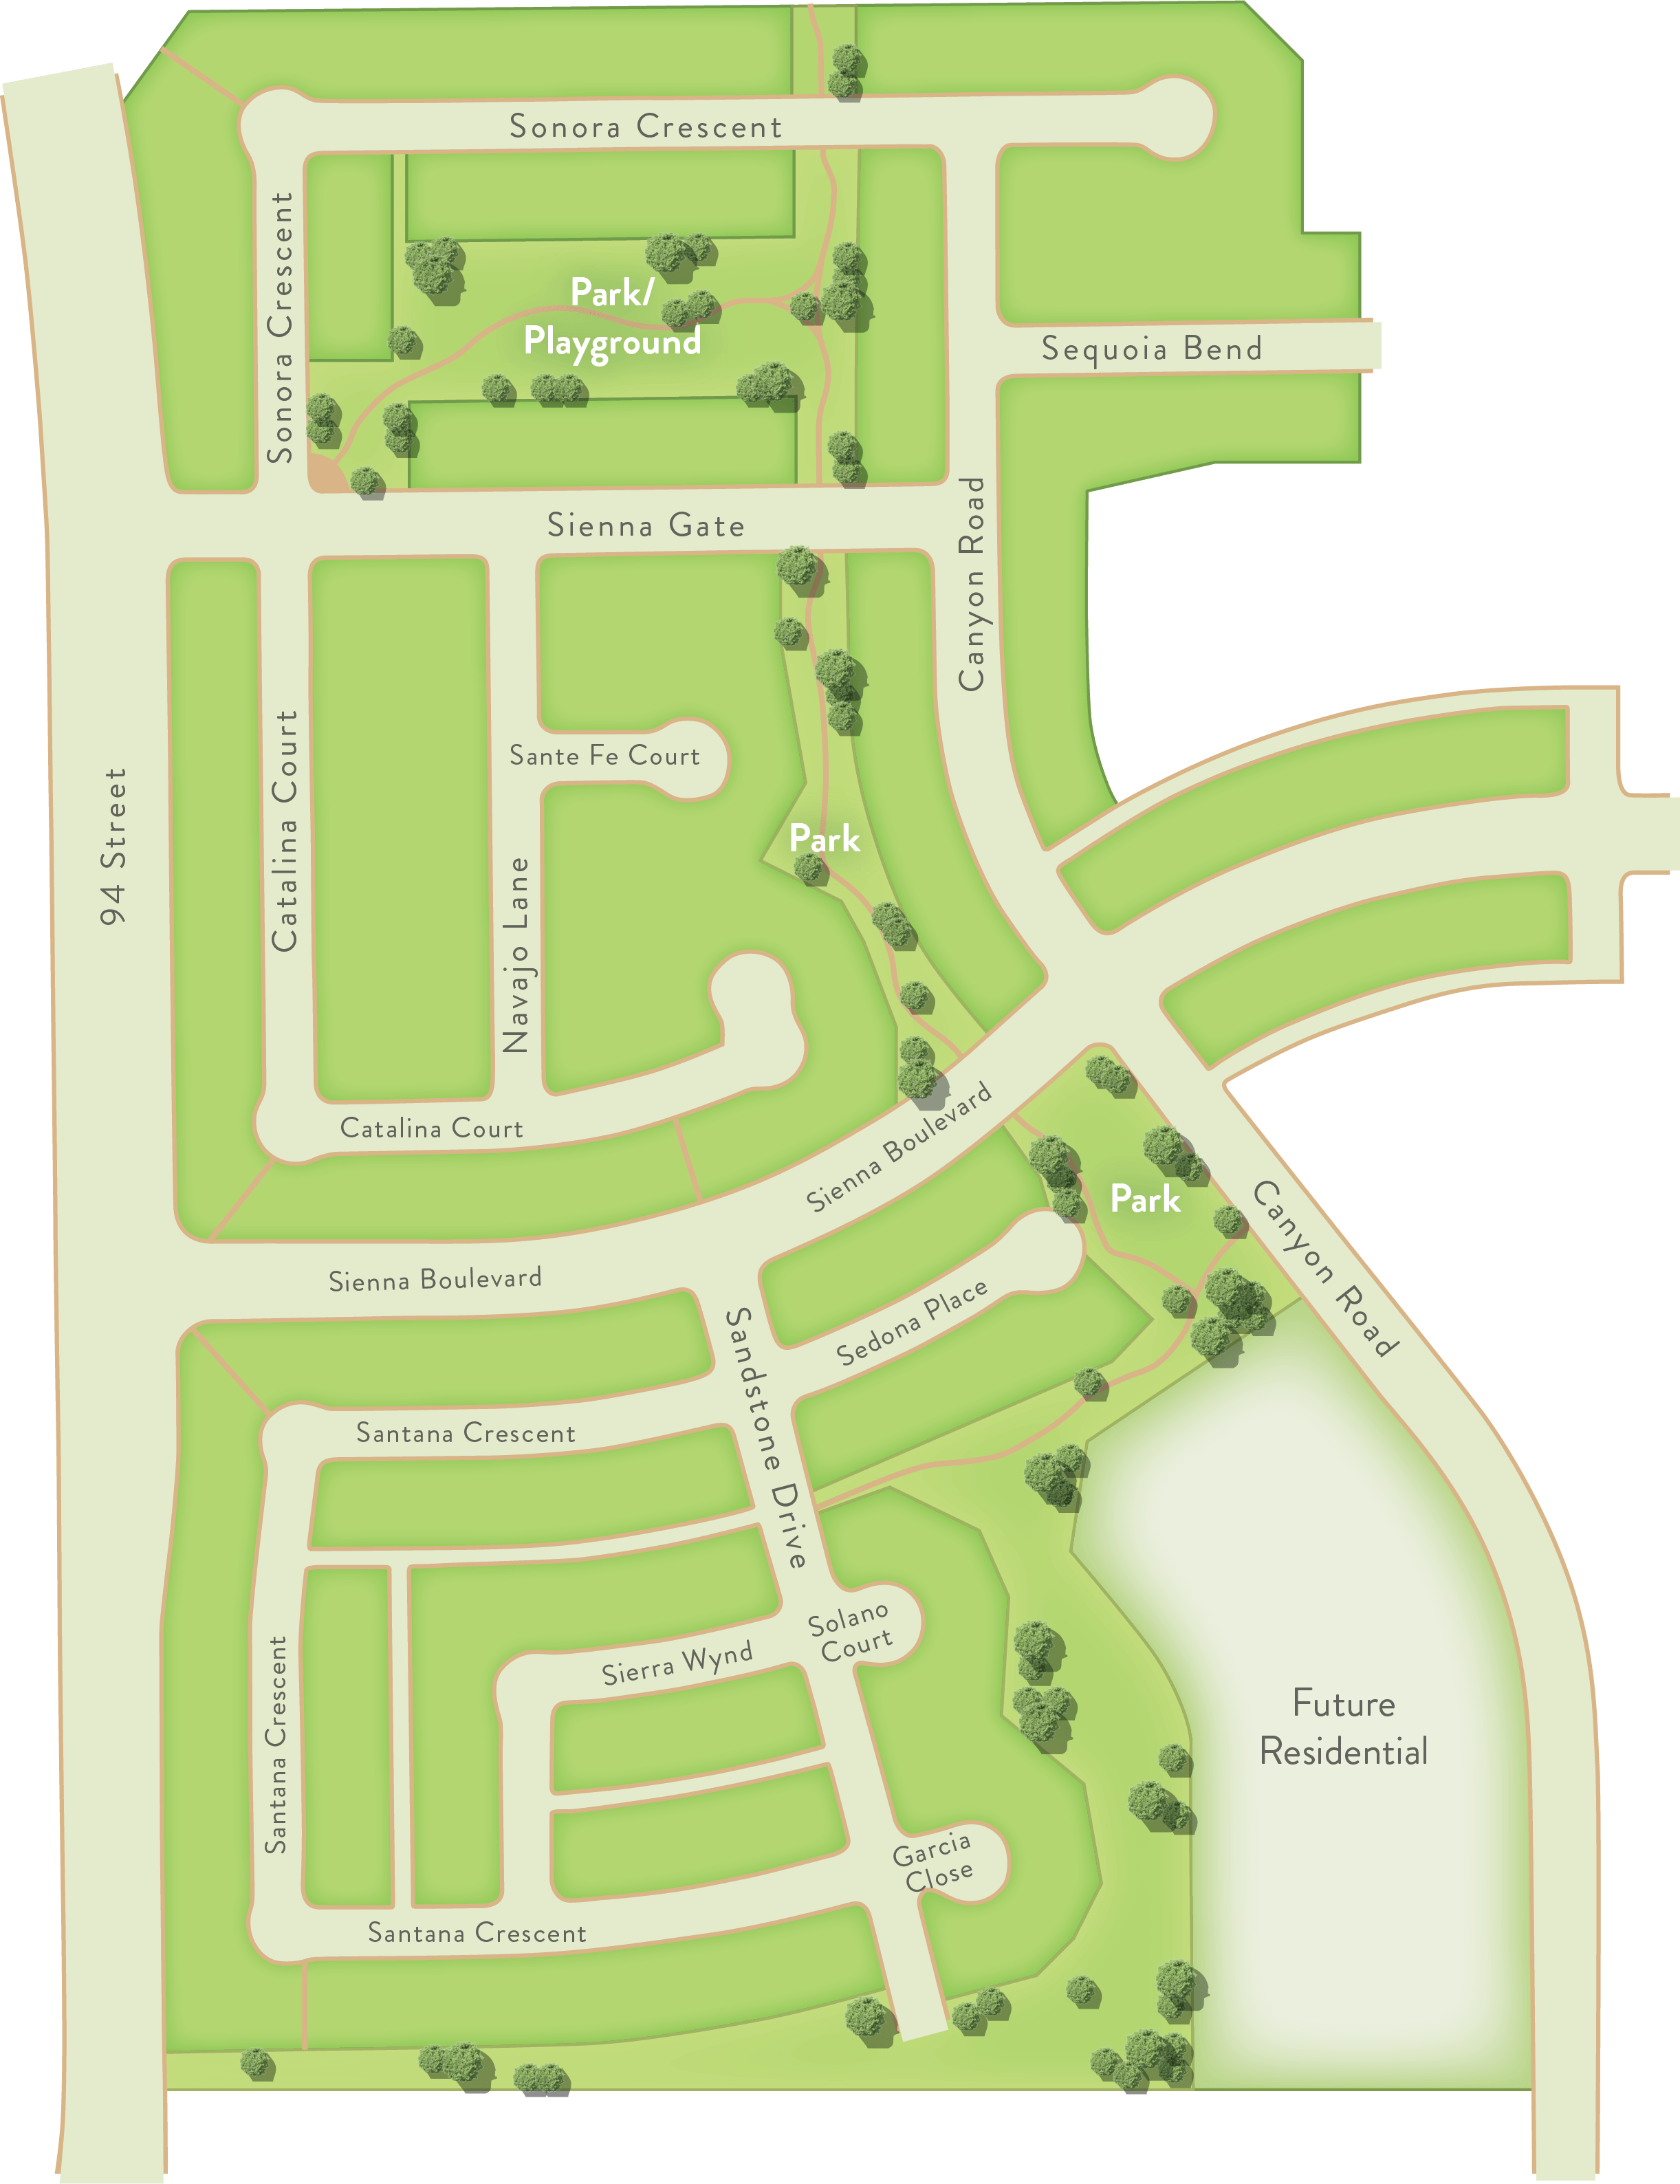 Sonora Crescent
Sonora Crescent
Park/
Playground
Sequoia Bend
Sienna Gate
Canyon Road
Sante Fe Court
94 Street
Catalina Court
Park
Navajo Lane
Catalina Court
Sienna Boulevard
Park
Canyon Road
Sienna Boulevard
Sedona Place
Sandstone Drive
Santana Crescent
Solano
Court
Sierra Wynd
Santana Crescent
Future
Residential
Garcia
Close
Santana Crescent